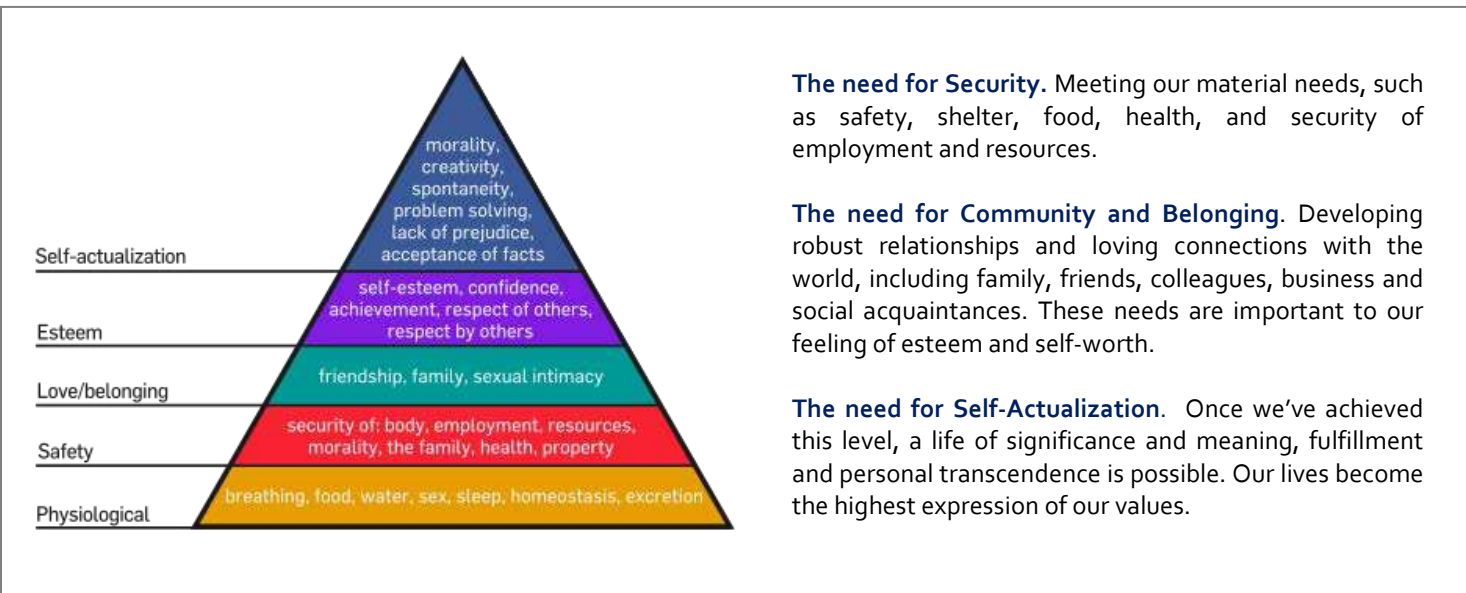 morality,
creativity,
spontaneity,
problem solving,
lack of prejudice,
acceptance of facts
Self-actualization
self-esteem, confidence,
achievement, respect of others,
respect by others
Esteem
friendship, family, sexual intimacy
Love/belonging
security of: body, employment, resources,
morality, the family, health, property
Safety
breathing, food, water, sex, sleep, homeostasis, excretion
Physiological
The need for Security. Meeting our material needs, such
as safety, shelter, food, health, and security of
employment and resources.
The need for Community and Belonging. Developing
robust relationships and loving connections with the
world, including family, friends, colleagues, business and
social acquaintances. These needs are important to our
feeling of esteem and self-worth.
The need for Self-Actualization. Once we’ve achieved
this level, a life of significance and meaning, fulfillment
and personal transcendence is possible. Our lives become
the highest expression of our values.